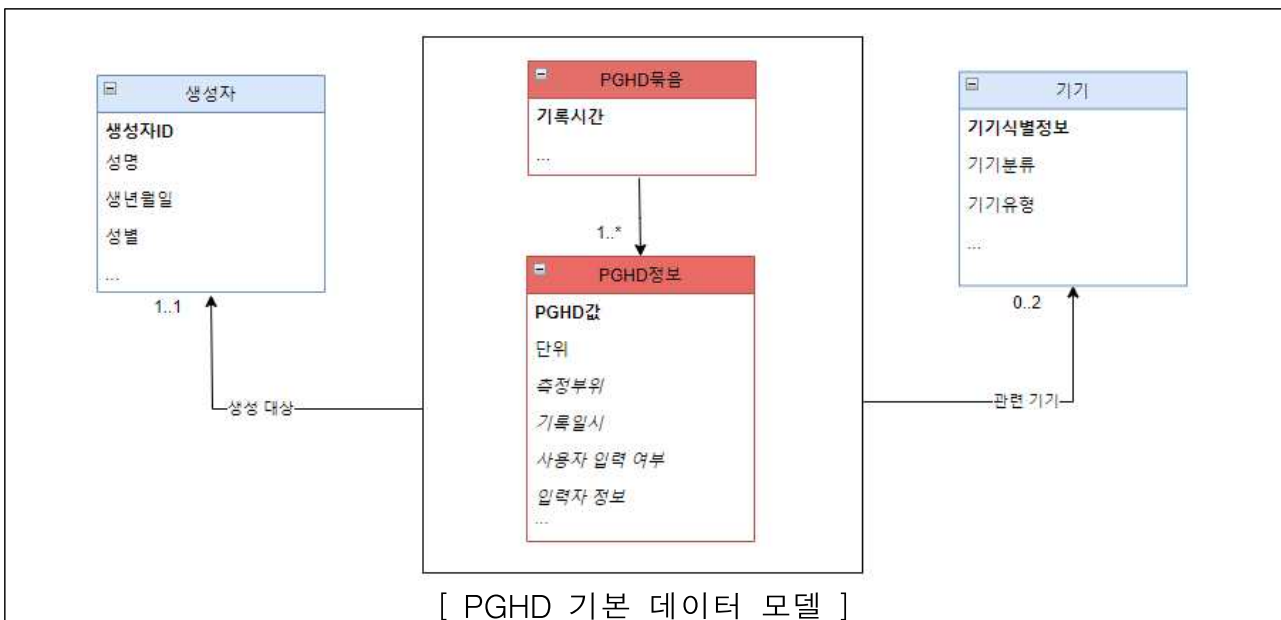 생성자
생성자ID
성명
생년월일
성별
...
1..1
생성 대상
PGHD묶음
기록시간
...
1..*
PGHD정보
PGHD값
단위
측정부위
기록일시
사용자 입력 여부
입력자 정보
...
기기
기기식별정보
기기분류
기기유형
...
0..2
관련 기기
[ PGHD 기본 데이터 모델 ]